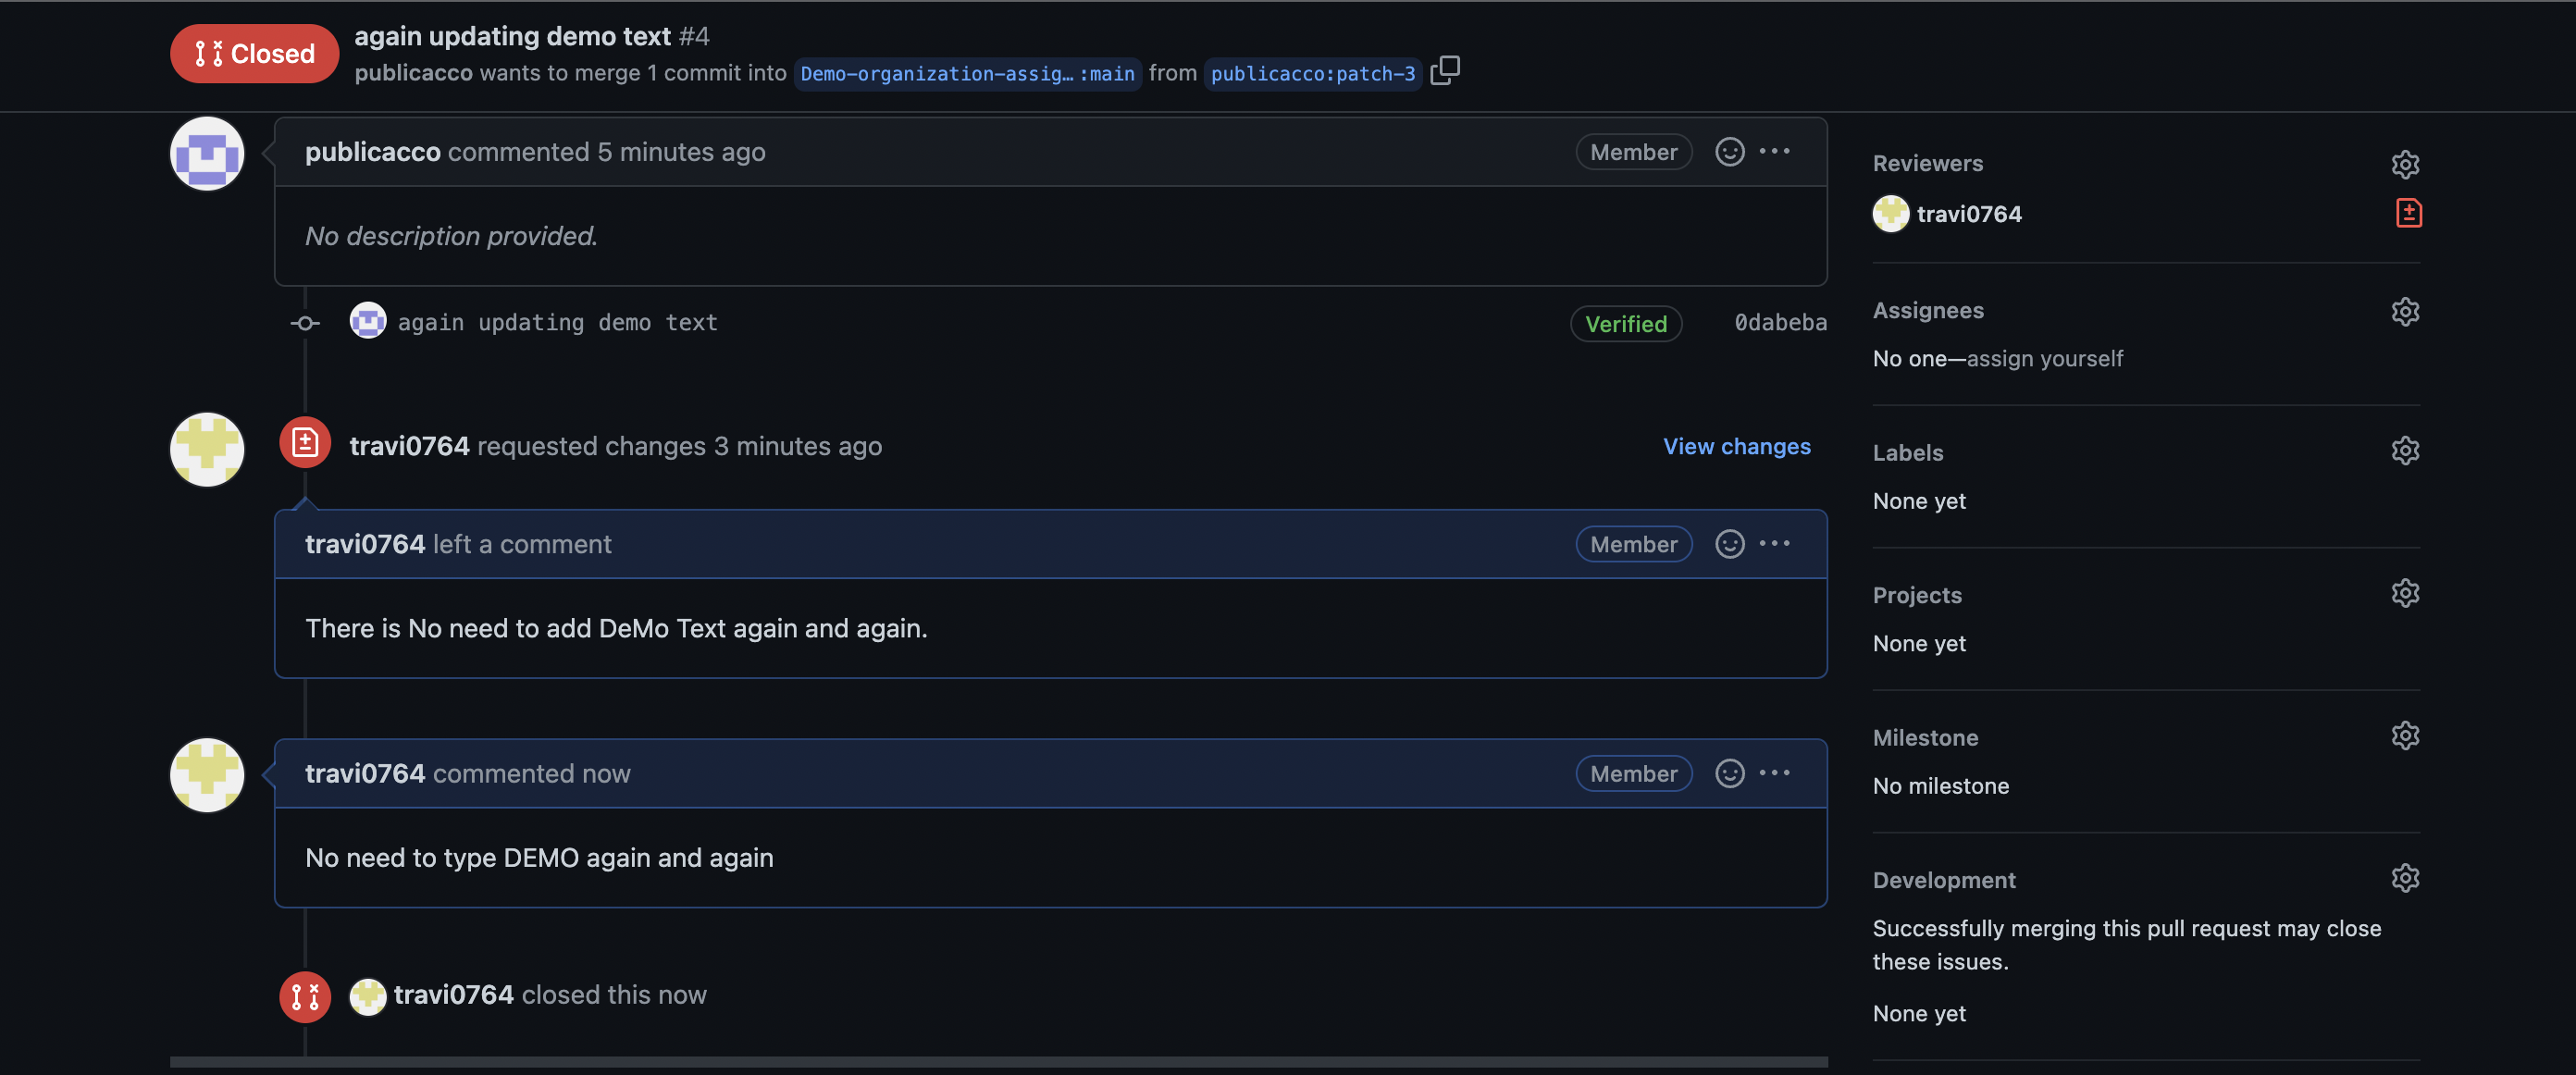 Closed
again updating demo text #4
publicacco wants to merge 1 commit into Demo-organization-assig…:main from publicacco:patch-3
publicacco commented 5 minutes ago Member
No description provided.
again updating demo text Verified 0dabeba
travi0764 requested changes 3 minutes ago View changes
travi0764 left a comment Member
There is No need to add DeMo Text again and again.
travi0764 commented now Member
No need to type DEMO again and again
travi0764 closed this now
Reviewers
travi0764
Assignees
No one—assign yourself
Labels
None yet
Projects
None yet
Milestone
No milestone
Development
Successfully merging this pull request may close
these issues.
None yet